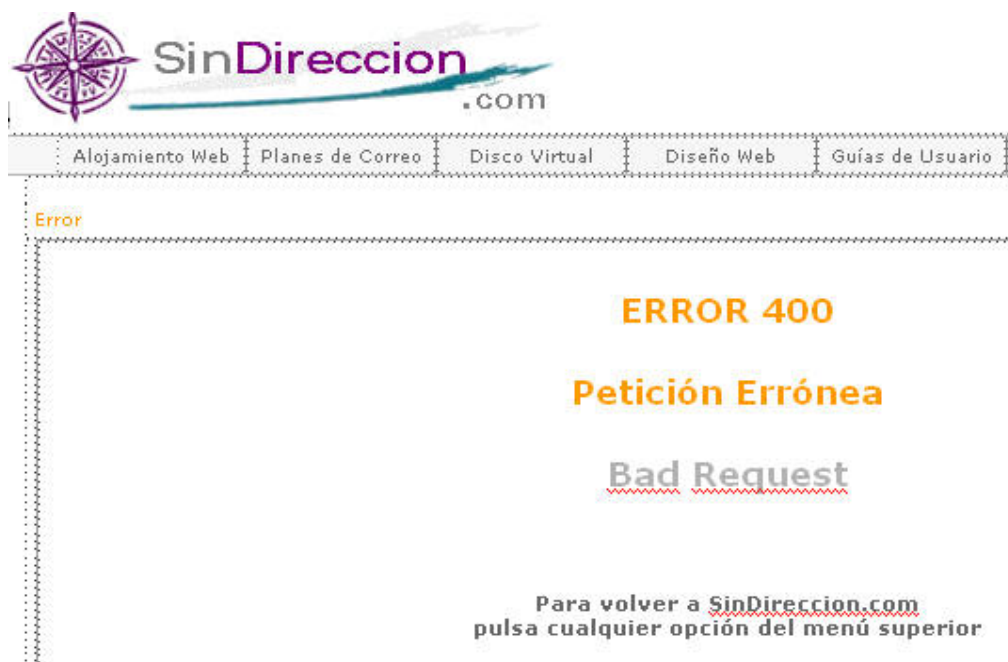 SinDireccion
.com
Alojamiento Web Planes de Correo Disco Virtual Diseño Web Guías de Usuario
Error
ERROR 400
Petición Errónea
Bad Request
Para volver a SinDireccion.com
pulsa cualquier opción del menú superior